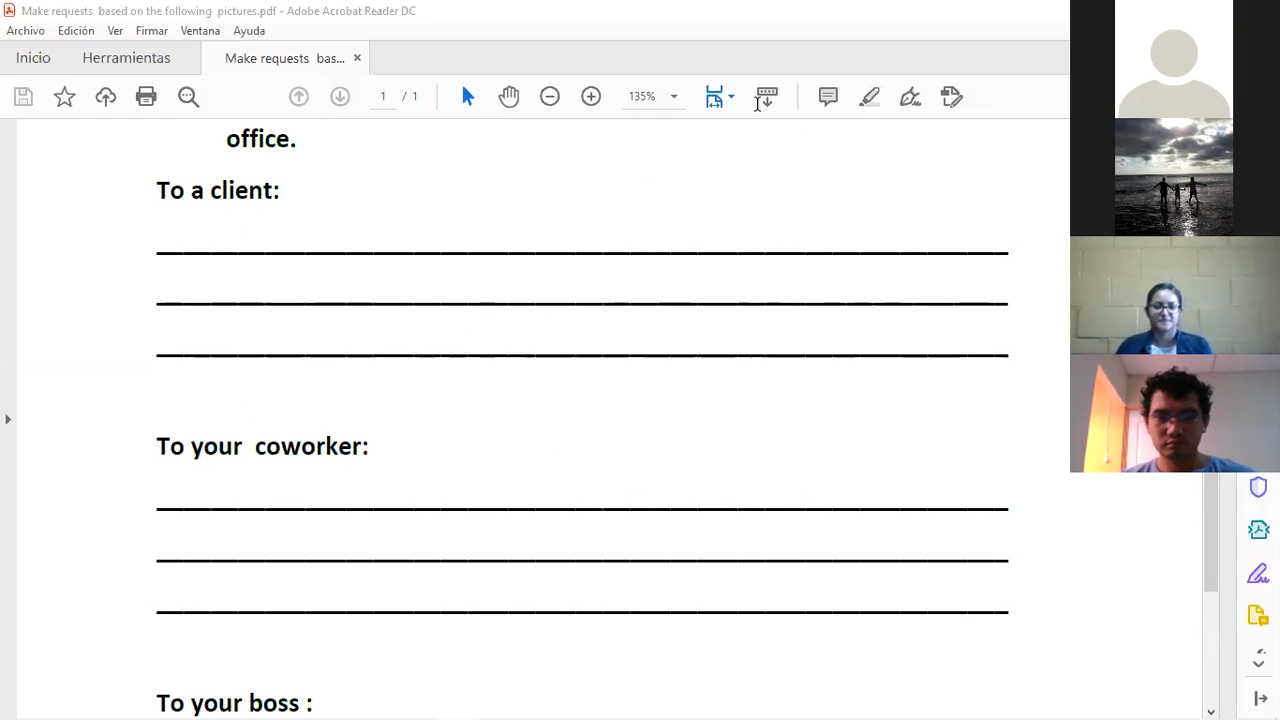 Make requests  based on the following  pictures.pdf - Adobe Acrobat Reader DC
Archivo Edición Ver Firmar Ventana Ayuda
Inicio Herramientas Make requests  bas... ×
1 / 1 135%
office.
To a client:
To your  coworker:
To your boss :